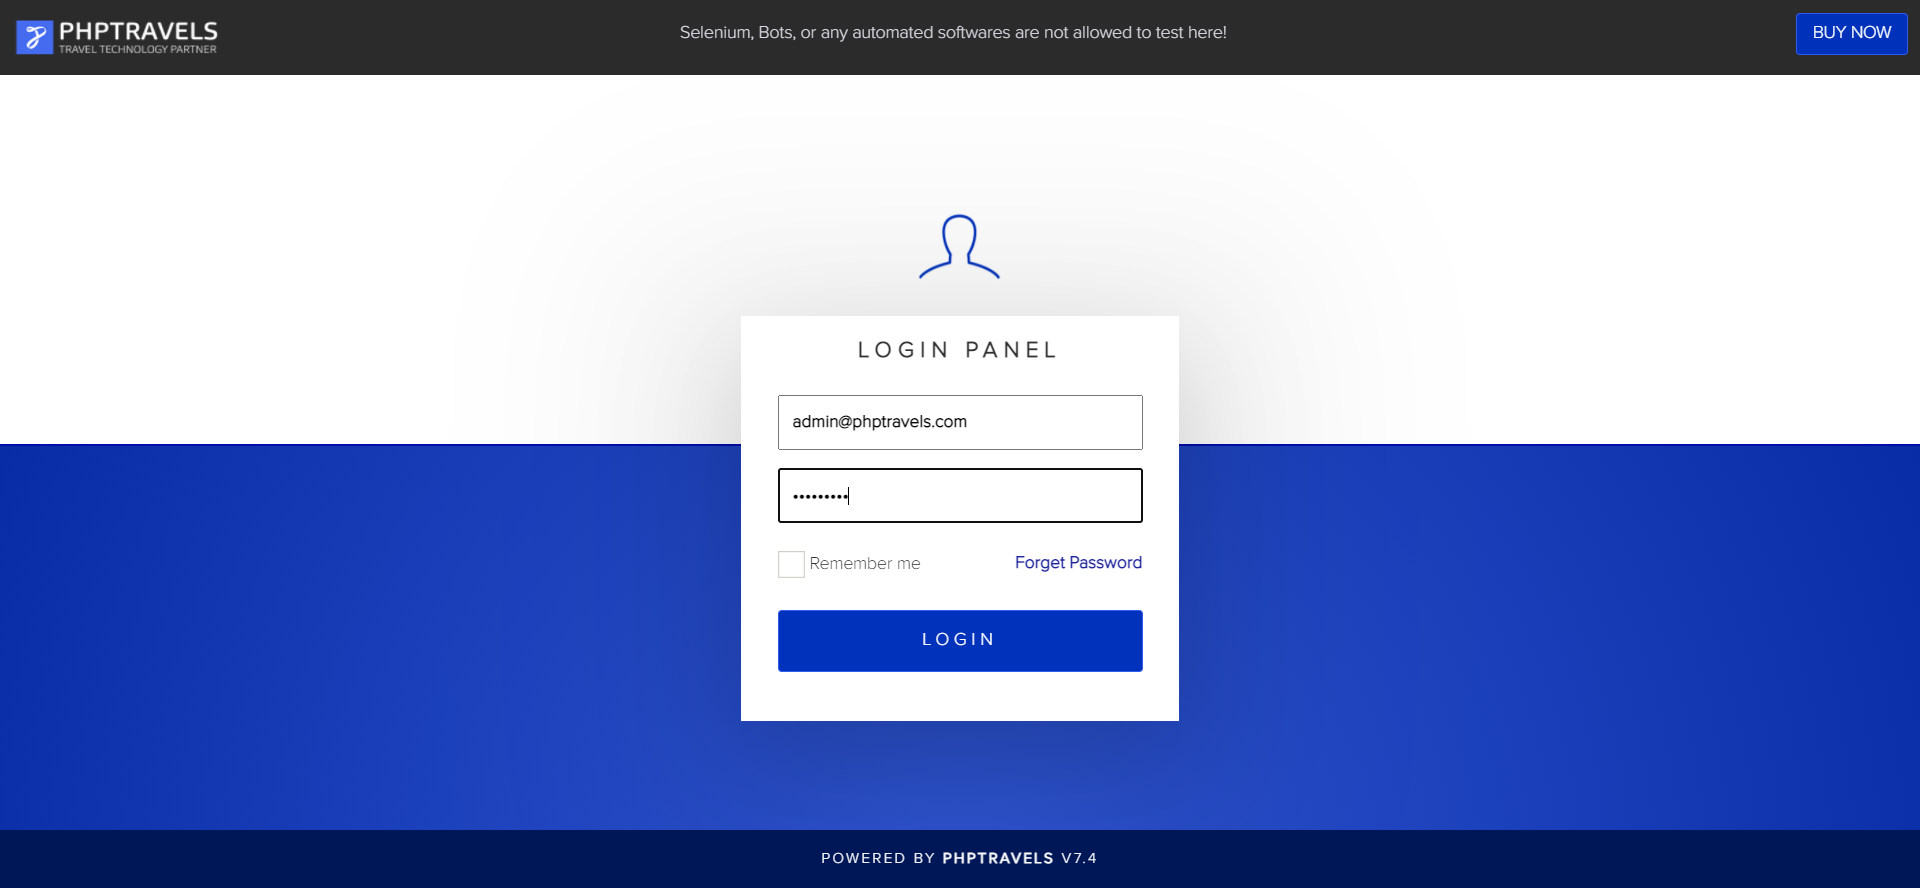 PHPTRAVELS
TRAVEL TECHNOLOGY PARTNER
Selenium, Bots, or any automated softwares are not allowed to test here!
BUY NOW
LOGIN PANEL
admin@phptravels.com
•••••••••
Remember me
Forget Password
LOGIN
POWERED BY PHPTRAVELS V7.4